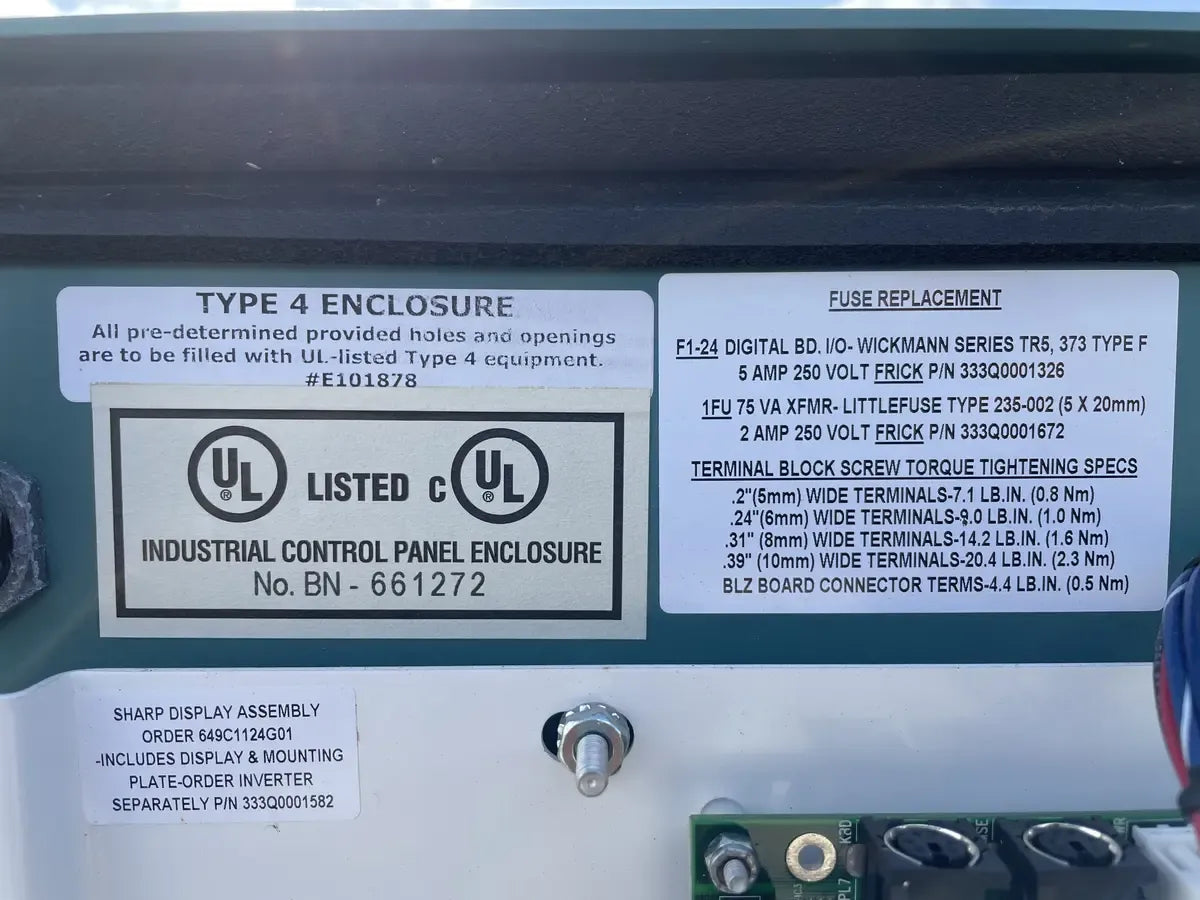 TYPE 4 ENCLOSURE
All pre-determined provided holes and openings
are to be filled with UL-listed Type 4 equipment.
#E101878
UL ® LISTED C UL ®
INDUSTRIAL CONTROL PANEL ENCLOSURE
No. BN - 661272
FUSE REPLACEMENT
F1-24 DIGITAL BD. I/O- WICKMANN SERIES TR5, 373 TYPE F
5 AMP 250 VOLT FRICK P/N 333Q0001326
1FU 75 VA XFMR- LITTLEFUSE TYPE 235-002 (5 X 20mm)
2 AMP 250 VOLT FRICK P/N 333Q0001672
TERMINAL BLOCK SCREW TORQUE TIGHTENING SPECS
.2"(5mm) WIDE TERMINALS-7.1 LB.IN. (0.8 Nm)
.24"(6mm) WIDE TERMINALS-9.0 LB.IN. (1.0 Nm)
.31" (8mm) WIDE TERMINALS-14.2 LB.IN. (1.6 Nm)
.39" (10mm) WIDE TERMINALS-20.4 LB.IN. (2.3 Nm)
BLZ BOARD CONNECTOR TERMS-4.4 LB.IN. (0.5 Nm)
SHARP DISPLAY ASSEMBLY
ORDER 649C1124G01
-INCLUDES DISPLAY & MOUNTING
PLATE-ORDER INVERTER
SEPARATELY P/N 333Q0001582
PL7